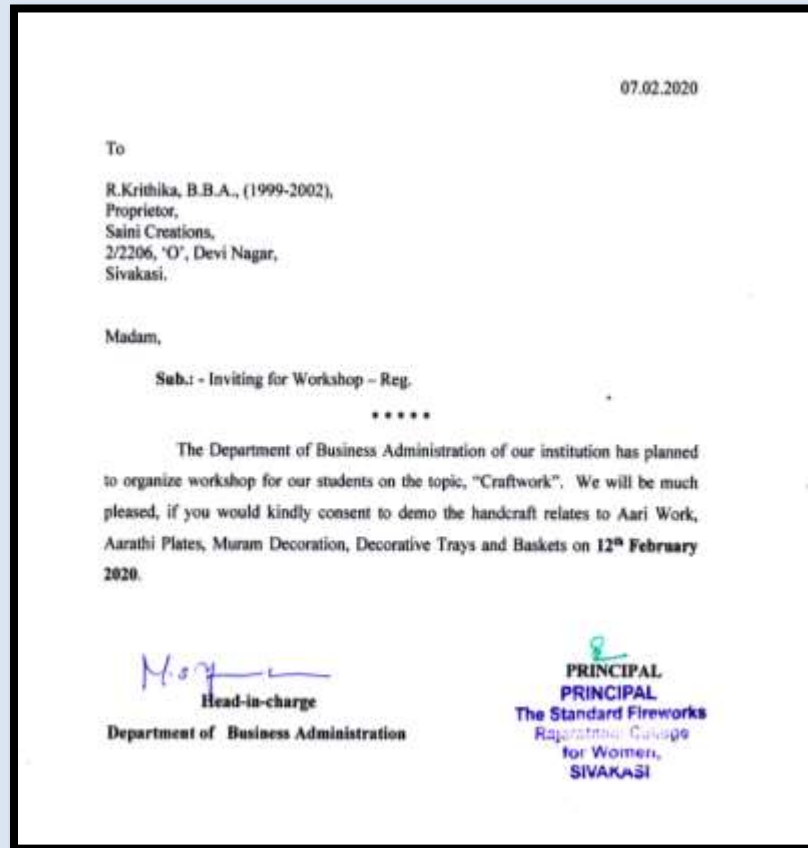 07.02.2020
To
R.Krithika, B.B.A., (1999-2002),
Proprietor,
Saini Creations,
2/2206, 'O', Devi Nagar,
Sivakasi.
Madam,
Sub.: - Inviting for Workshop – Reg.
*****
The Department of Business Administration of our institution has planned
to organize workshop for our students on the topic, "Craftwork". We will be much
pleased, if you would kindly consent to demo the handcraft relates to Aari Work,
Aarathi Plates, Muram Decoration, Decorative Trays and Baskets on 12th February
2020.
Head-in-charge
Department of Business Administration
PRINCIPAL
PRINCIPAL
The Standard Fireworks
Rajaratnam College
for Women,
SIVAKASI